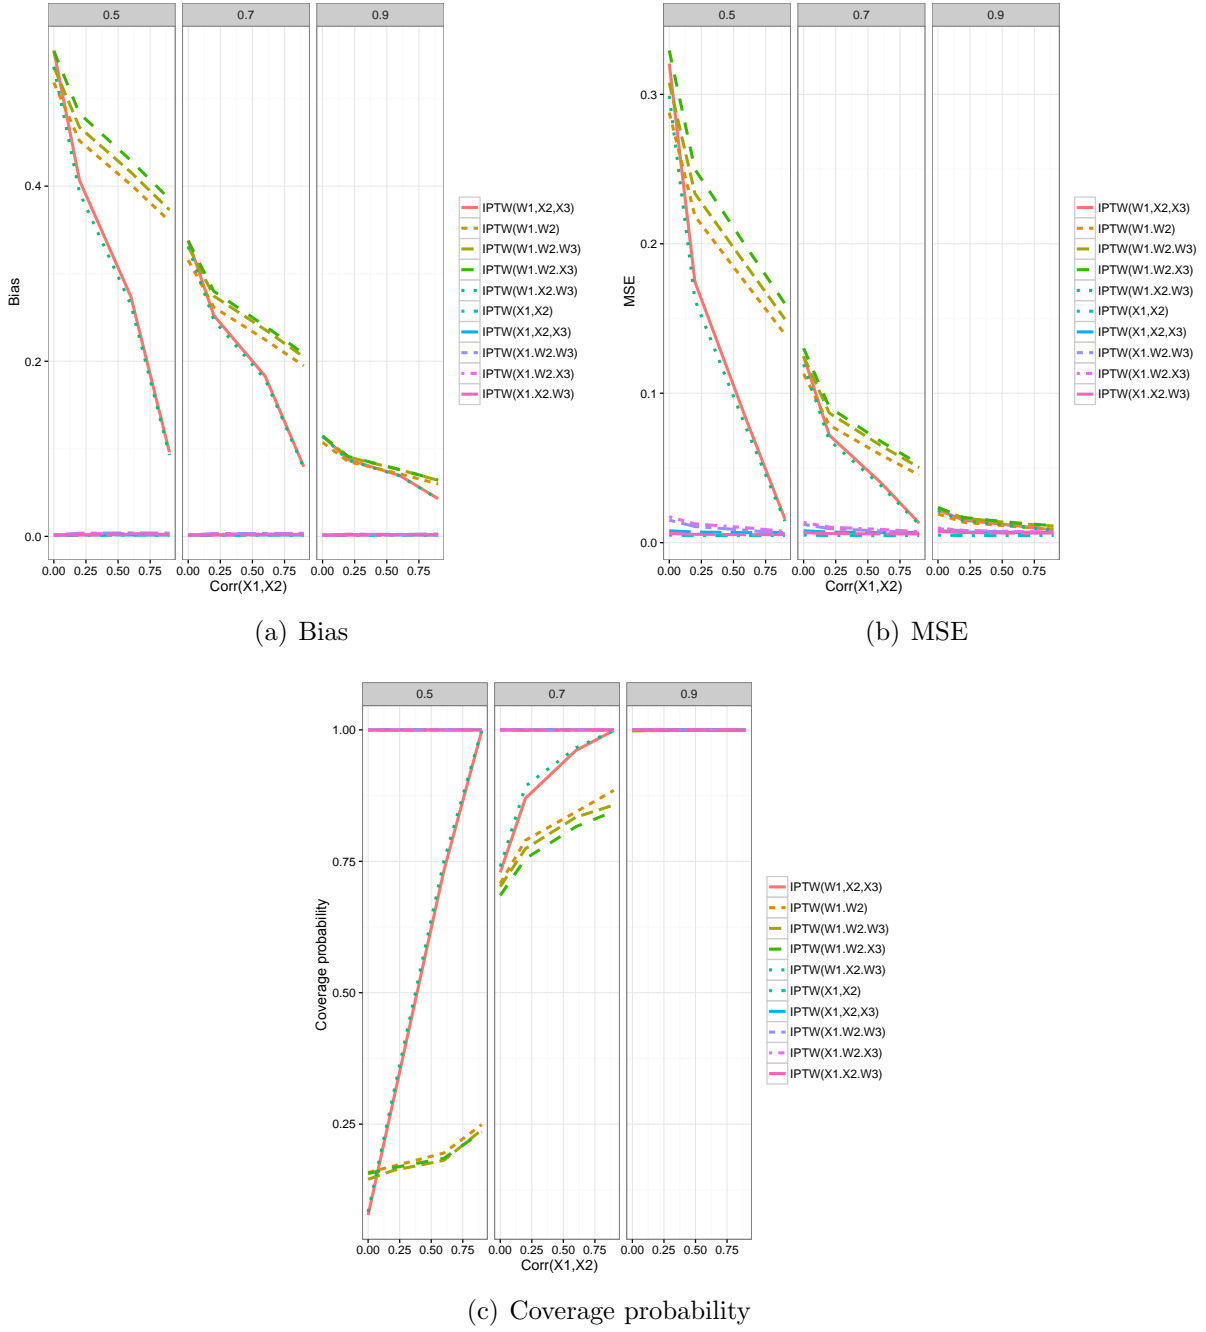 0.5 0.7 0.9
Bias
0.4
0.2
0.0
0.00 0.25 0.50 0.75 0.00 0.25 0.50 0.75 0.00 0.25 0.50 0.75
Corr(X1,X2)
IPTW(W1,X2,X3)
IPTW(W1.W2)
IPTW(W1.W2.W3)
IPTW(W1.W2.X3)
IPTW(W1.X2.W3)
IPTW(X1,X2)
IPTW(X1,X2,X3)
IPTW(X1.W2.W3)
IPTW(X1.W2.X3)
IPTW(X1.X2.W3)
(a) Bias
0.5 0.7 0.9
MSE
0.3
0.2
0.1
0.0
0.00 0.25 0.50 0.75 0.00 0.25 0.50 0.75 0.00 0.25 0.50 0.75
Corr(X1,X2)
IPTW(W1,X2,X3)
IPTW(W1.W2)
IPTW(W1.W2.W3)
IPTW(W1.W2.X3)
IPTW(W1.X2.W3)
IPTW(X1,X2)
IPTW(X1,X2,X3)
IPTW(X1.W2.W3)
IPTW(X1.W2.X3)
IPTW(X1.X2.W3)
(b) MSE
0.5 0.7 0.9
Coverage probability
1.00
0.75
0.50
0.25
0.00 0.25 0.50 0.75 0.00 0.25 0.50 0.75 0.00 0.25 0.50 0.75
Corr(X1,X2)
IPTW(W1,X2,X3)
IPTW(W1.W2)
IPTW(W1.W2.W3)
IPTW(W1.W2.X3)
IPTW(W1.X2.W3)
IPTW(X1,X2)
IPTW(X1,X2,X3)
IPTW(X1.W2.W3)
IPTW(X1.W2.X3)
IPTW(X1.X2.W3)
(c) Coverage probability